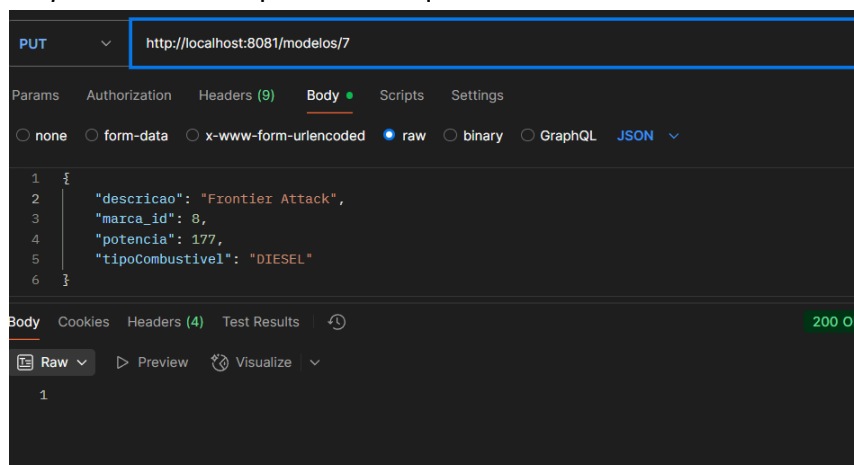 PUT http://localhost:8081/modelos/7
Params Authorization Headers (9) Body Scripts Settings
none form-data x-www-form-urlencoded raw binary GraphQL JSON
1 {
2 "descricao": "Frontier Attack",
3 "marca_id": 8,
4 "potencia": 177,
5 "tipoCombustivel": "DIESEL"
6 }
Body Cookies Headers (4) Test Results 200 O
Raw Preview Visualize
1